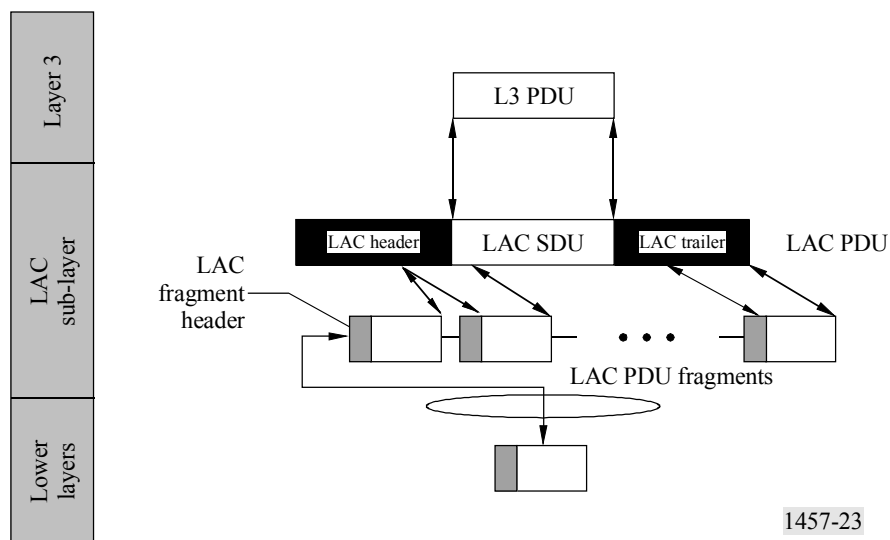 Layer 3
L3 PDU
LAC
sub-layer
LAC header
LAC SDU
LAC trailer
LAC PDU
LAC
fragment
header
LAC PDU fragments
Lower
layers
1457-23